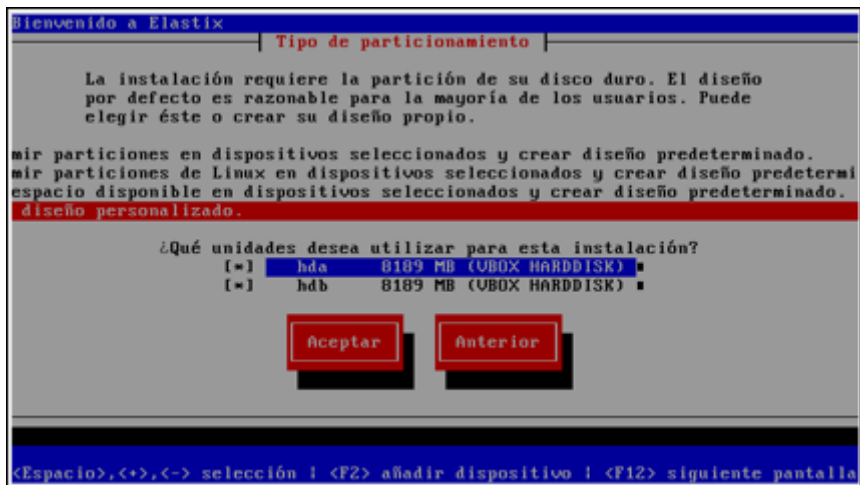 Bienvenido a Elastix
Tipo de particionamiento
La instalación requiere la partición de su disco duro. El diseño
por defecto es razonable para la mayoría de los usuarios. Puede
elegir éste o crear su diseño propio.
mir particiones en dispositivos seleccionados y crear diseño predeterminado.
mir particiones de Linux en dispositivos seleccionados y crear diseño predetermi
espacio disponible en dispositivos seleccionados y crear diseño predeterminado.
diseño personalizado.
¿Qué unidades desea utilizar para esta instalación?
[*] hda 8189 MB (VBOX HARDDISK)
[*] hdb 8189 MB (VBOX HARDDISK)
Aceptar Anterior
<Espacio>,<+>,<-> selección | <F2> añadir dispositivo | <F12> siguiente pantalla